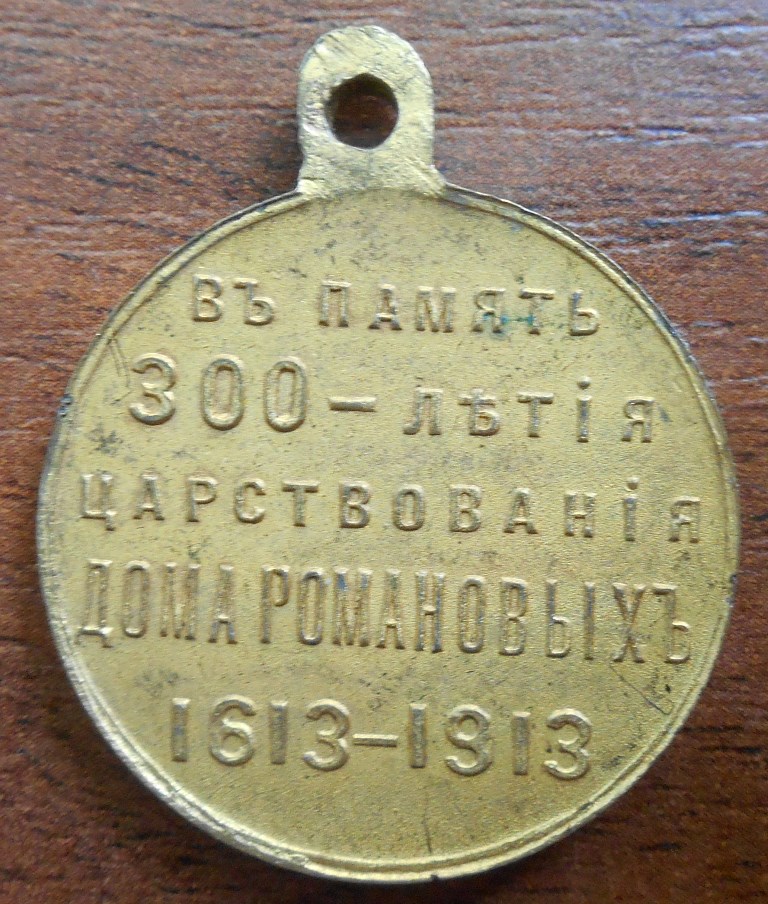 ВЪ ПАМЯТЬ
300-ЛѢТІЯ
ЦАРСТВОВАНІЯ
ДОМА РОМАНОВЫХЪ
1613-1913